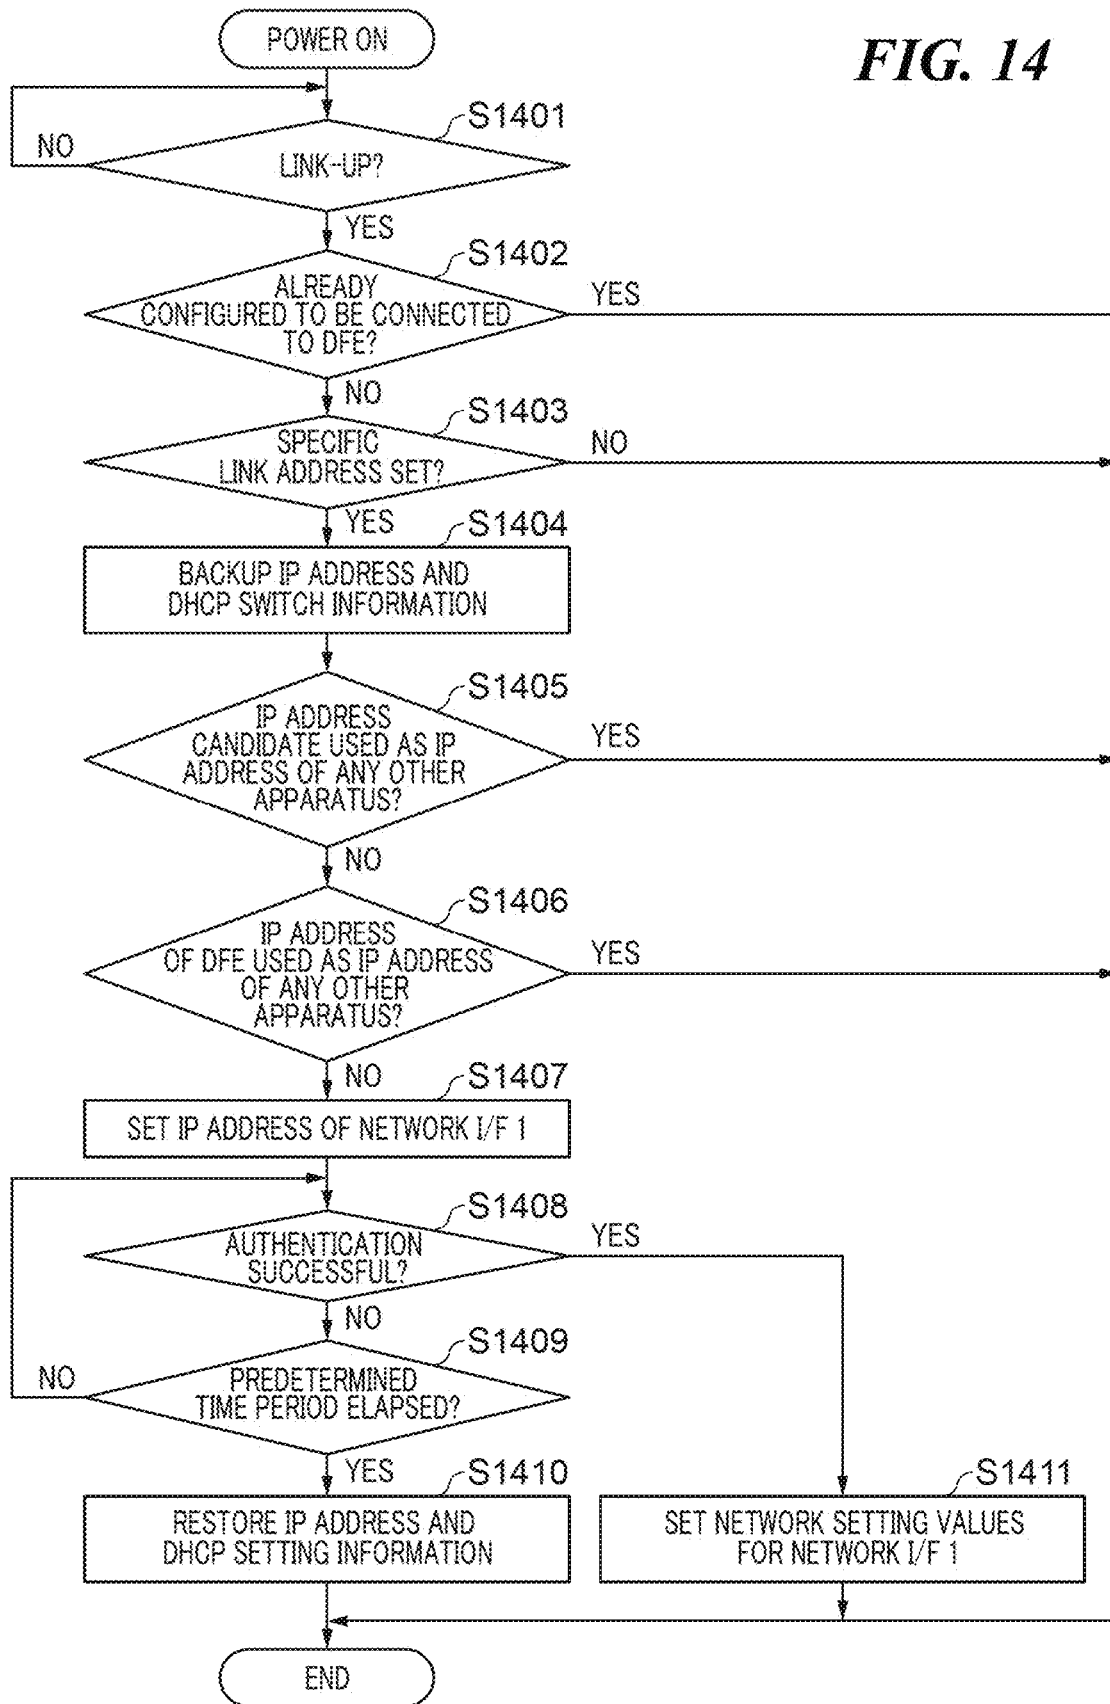 FIG. 14
POWER ON
S1401
NO
LINK-UP?
YES
S1402
ALREADY
CONFIGURED TO BE CONNECTED
TO DFE?
YES
NO
S1403
SPECIFIC
LINK ADDRESS SET?
NO
YES
S1404
BACKUP IP ADDRESS AND
DHCP SWITCH INFORMATION
S1405
IP ADDRESS
CANDIDATE USED AS IP
ADDRESS OF ANY OTHER
APPARATUS?
YES
NO
S1406
IP ADDRESS
OF DFE USED AS IP ADDRESS
OF ANY OTHER
APPARATUS?
YES
NO
S1407
SET IP ADDRESS OF NETWORK I/F 1
S1408
AUTHENTICATION
SUCCESSFUL?
YES
NO
S1409
NO
PREDETERMINED
TIME PERIOD ELAPSED?
YES
S1410
RESTORE IP ADDRESS AND
DHCP SETTING INFORMATION
S1411
SET NETWORK SETTING VALUES
FOR NETWORK I/F 1
END